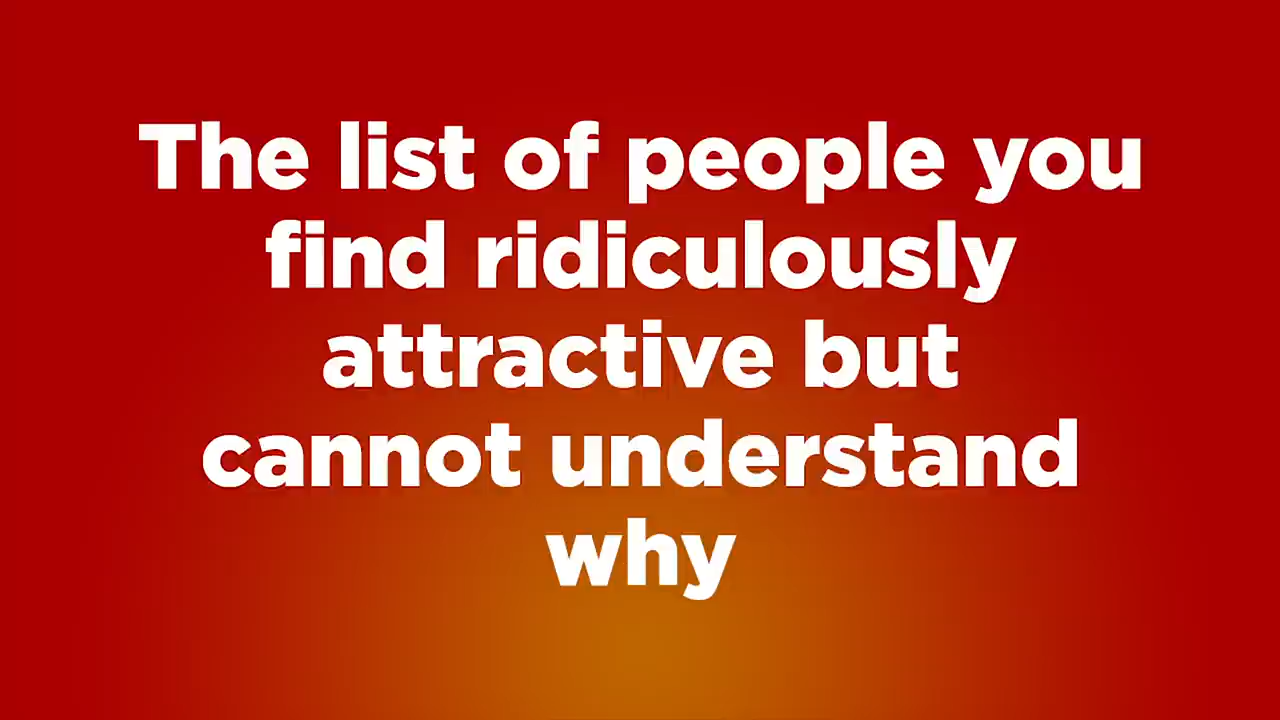 The list of people you
find ridiculously
attractive but
cannot understand
why